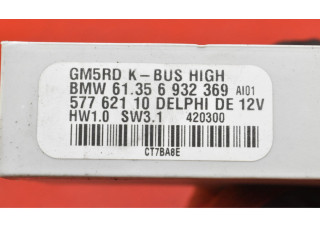 GM5RD K-BUS HIGH
BMW 61.35 6 932 369 AI01
577 621 10 DELPHI DE 12V
HW1.0 SW3.1 420300
CT7BA8E